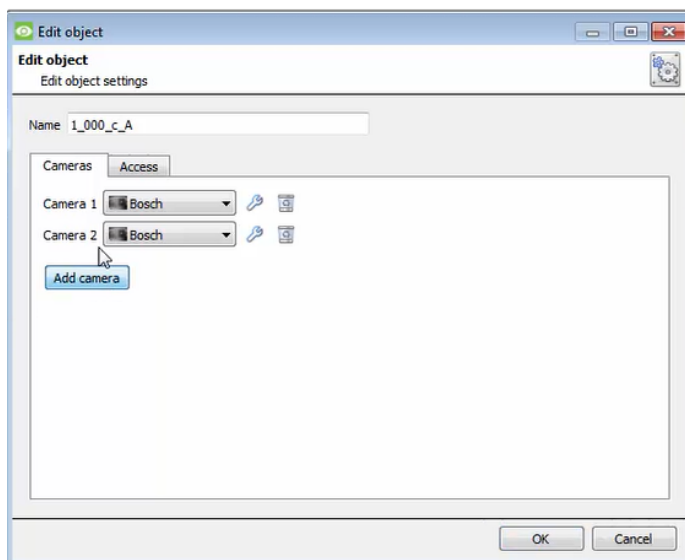 Edit object
Edit object
Edit object settings
Name 1_000_c_A
Cameras Access
Camera 1 Bosch
Camera 2 Bosch
Add camera
OK Cancel